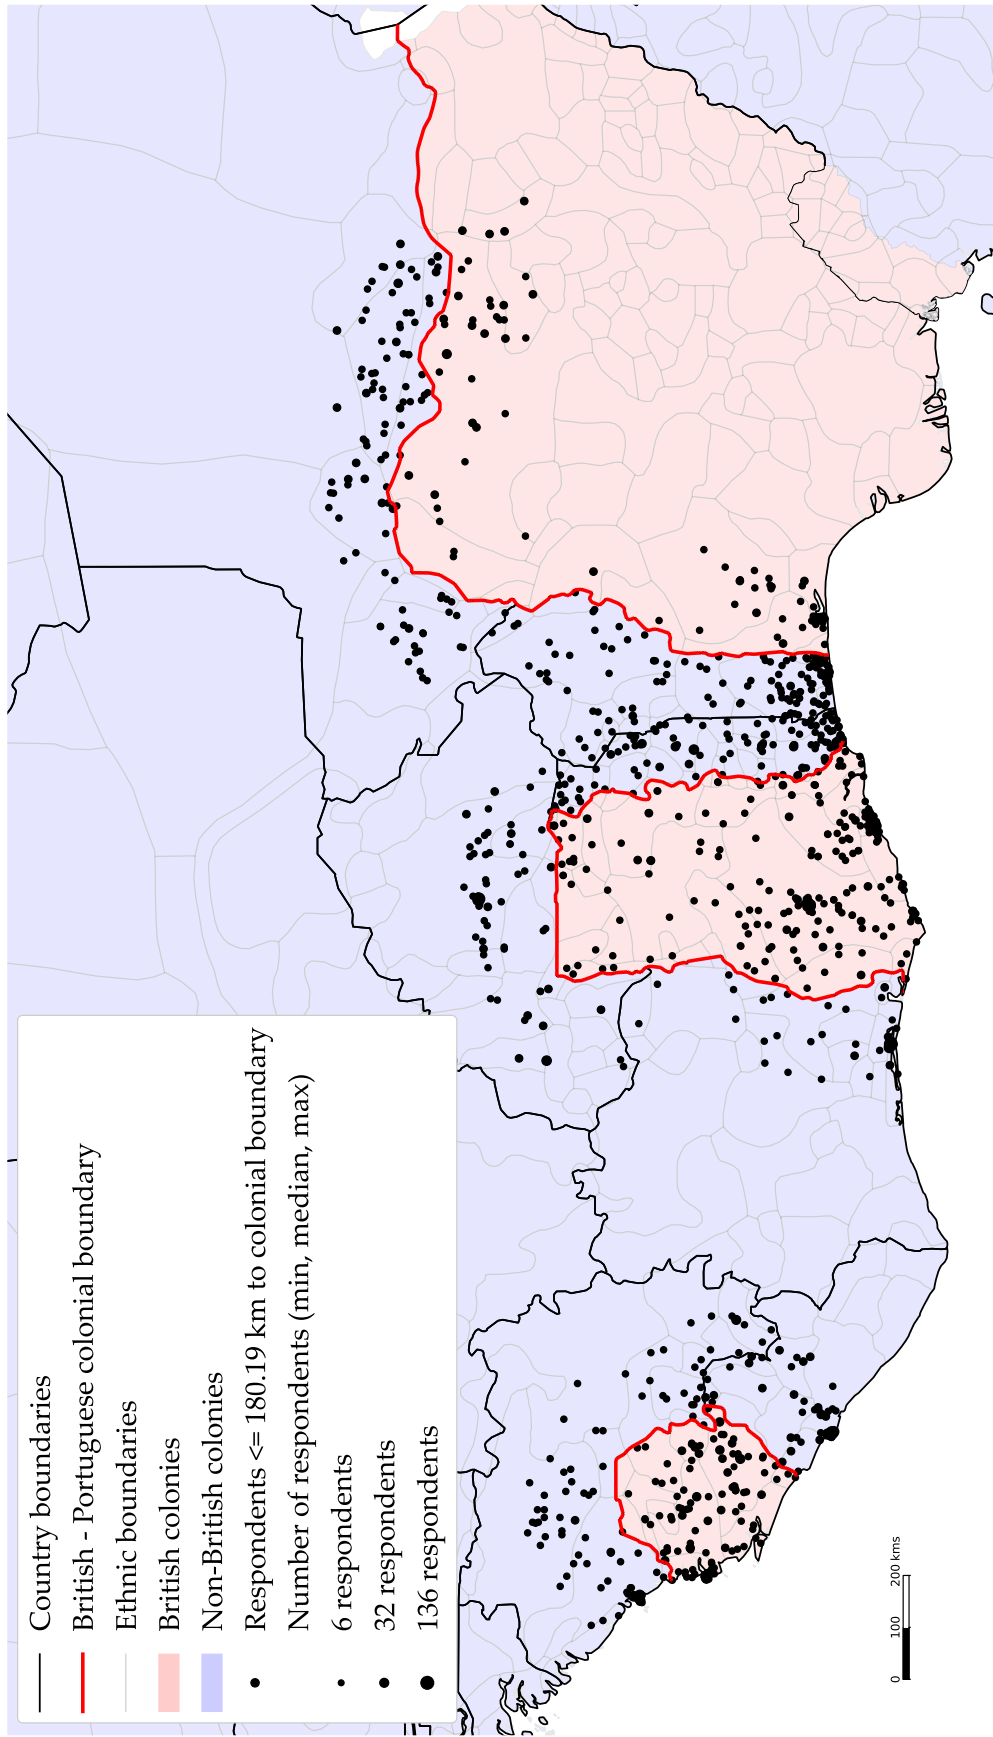 Country boundaries
British - Portuguese colonial boundary
Ethnic boundaries
British colonies
Non-British colonies
Respondents <= 180.19 km to colonial boundary
Number of respondents (min, median, max)
6 respondents
32 respondents
136 respondents
0 100 200 kms